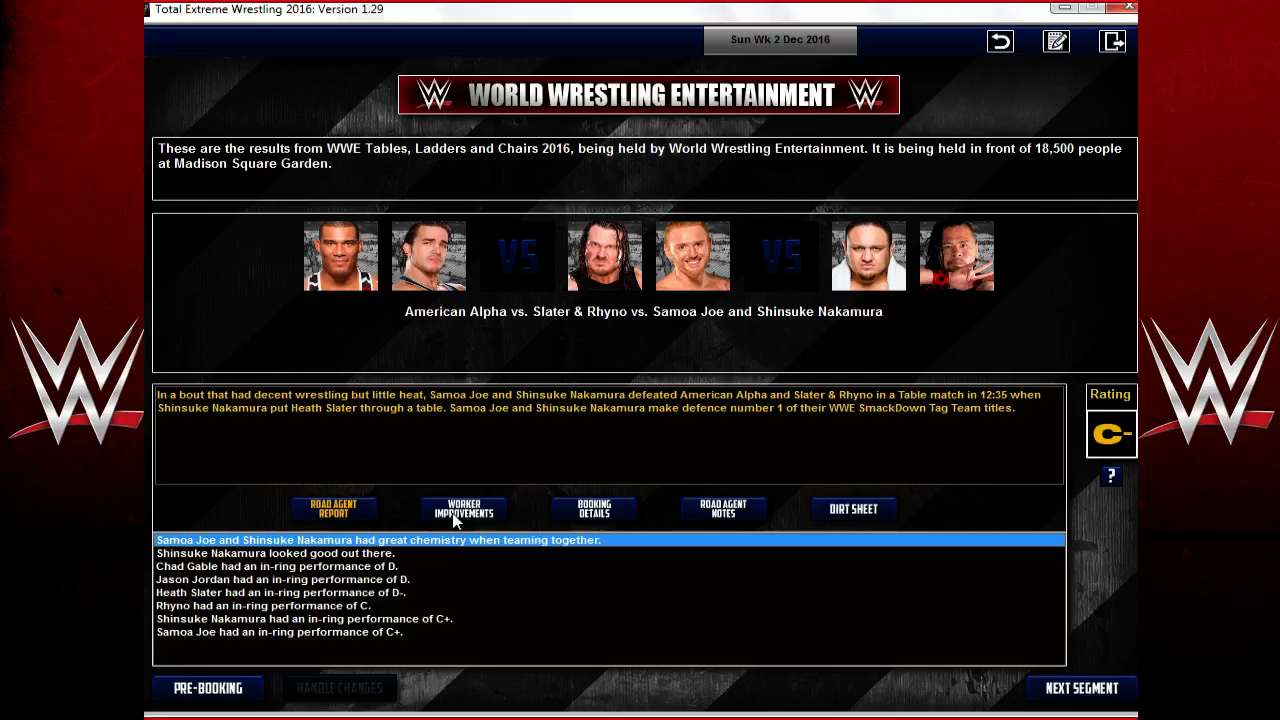 Total Extreme Wrestling 2016: Version 1.29
Sun Wk 2 Dec 2016
W WORLD WRESTLING ENTERTAINMENT W
These are the results from WWE Tables, Ladders and Chairs 2016, being held by World Wrestling Entertainment. It is being held in front of 18,500 people
at Madison Square Garden.
VS VS
American Alpha vs. Slater & Rhyno vs. Samoa Joe and Shinsuke Nakamura
In a bout that had decent wrestling but little heat, Samoa Joe and Shinsuke Nakamura defeated American Alpha and Slater & Rhyno in a Table match in 12:35 when
Shinsuke Nakamura put Heath Slater through a table. Samoa Joe and Shinsuke Nakamura make defence number 1 of their WWE SmackDown Tag Team titles.
Rating
C-
?
ROAD AGENT
REPORT
WORKER
IMPROVEMENTS
BOOKING
DETAILS
ROAD AGENT
NOTES
DIRT SHEET
Samoa Joe and Shinsuke Nakamura had great chemistry when teaming together.
Shinsuke Nakamura looked good out there.
Chad Gable had an in-ring performance of D.
Jason Jordan had an in-ring performance of D.
Heath Slater had an in-ring performance of D-.
Rhyno had an in-ring performance of C.
Shinsuke Nakamura had an in-ring performance of C+.
Samoa Joe had an in-ring performance of C+.
PRE-BOOKING
HANDLE CHANGES
NEXT SEGMENT